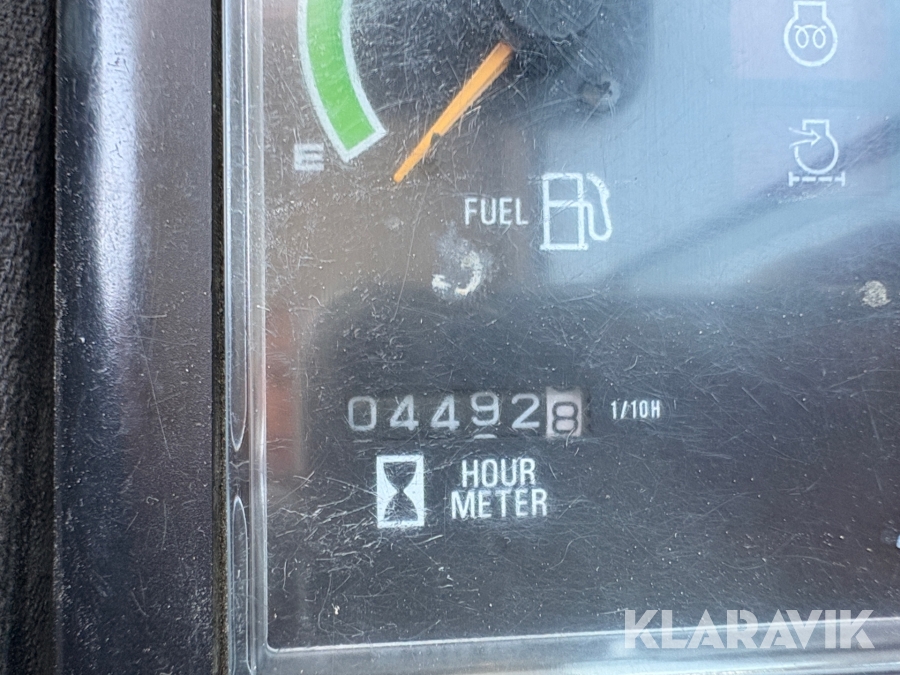 E
FUEL
044928 1/10H
HOUR
METER
KLARAVIK